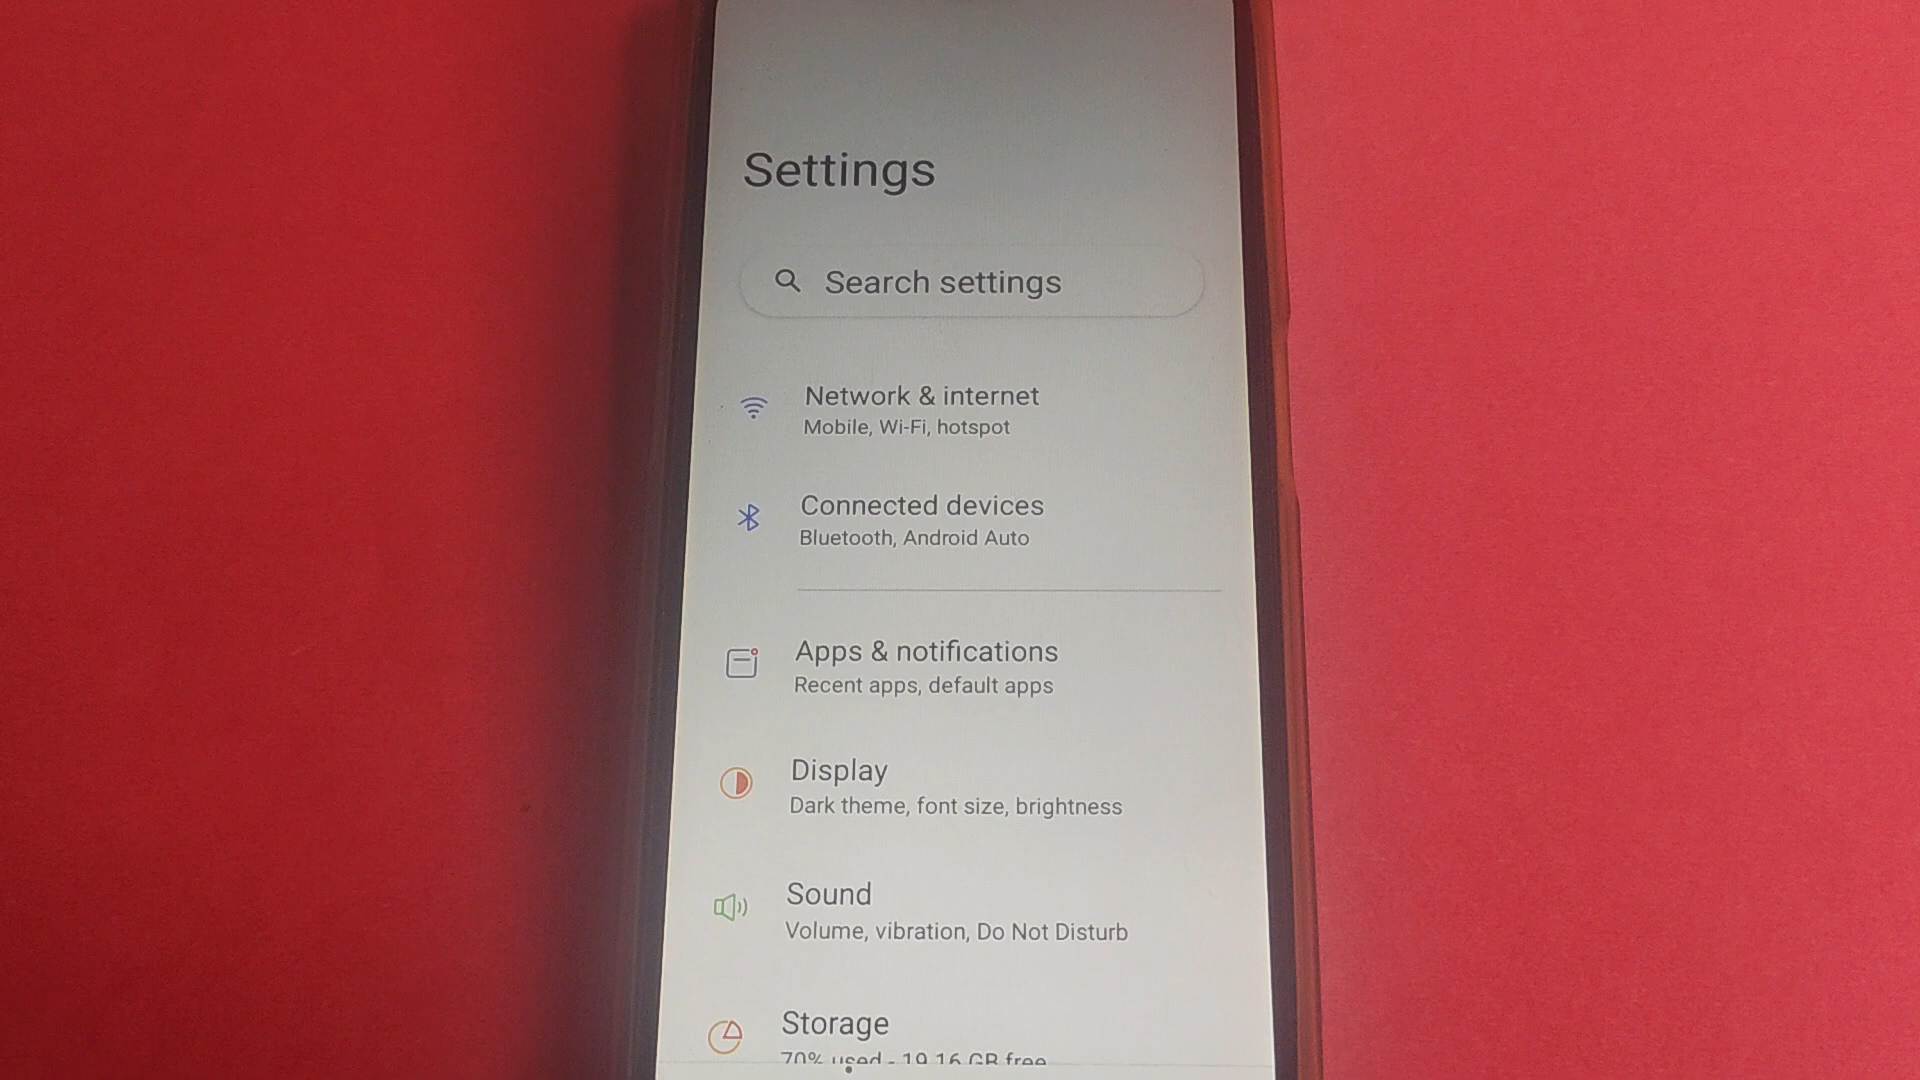 Settings
Search settings
Network & internet
Mobile, Wi-Fi, hotspot
Connected devices
Bluetooth, Android Auto
Apps & notifications
Recent apps, default apps
Display
Dark theme, font size, brightness
Sound
Volume, vibration, Do Not Disturb
Storage
70% used - 19.16 GB free